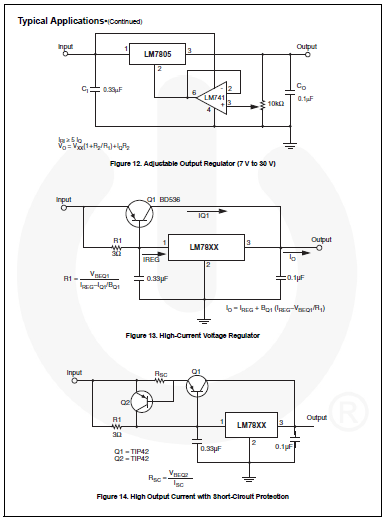 Typical Applications•(Continued)
Input
1
LM7805
3
Output
2
CI
0.33µF
6
-
2
LM741
+
3
4
10kΩ
CO
0.1µF
IRI ≥ 5 IQ
VO = VXX(1+R2/R1)+IQR2
Figure 12. Adjustable Output Regulator (7 V to 30 V)
Input
Q1 BD536
IQ1
R1
3Ω
IREG
1
LM78XX
3
Output
IO
2
0.33µF
0.1µF
R1 = VBEQ1
IREG–IQ1/BQ1
IO = IREG + BQ1 (IREG–VBEQ1/R1)
Figure 13. High-Current Voltage Regulator
Input
RSC
Q1
Q2
R1
3Ω
1
LM78XX
3
Output
2
0.33µF
0.1µF
Q1 = TIP42
Q2 = TIP42
RSC = VBEQ2
ISC
Figure 14. High Output Current with Short-Circuit Protection
®